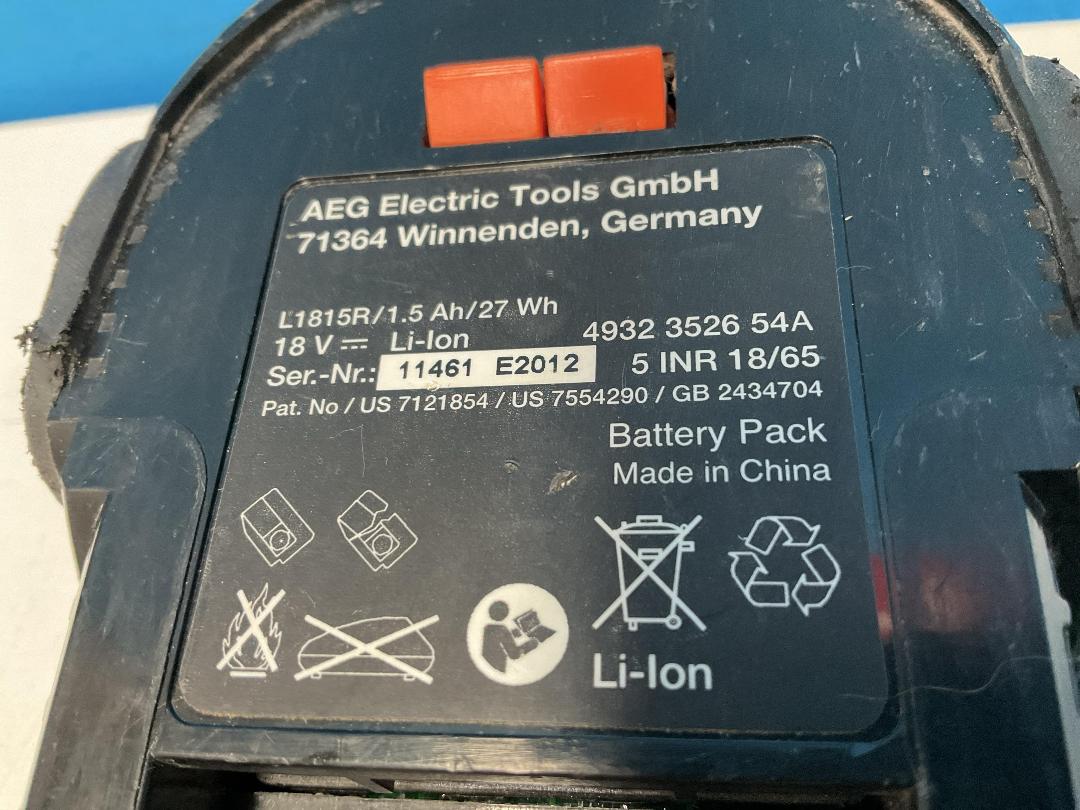 AEG Electric Tools GmbH
71364 Winnenden, Germany
L1815R/1.5 Ah/27 Wh
18 V ⎓ Li-Ion 4932 3526 54A
Ser.-Nr.: 11461 E2012 5 INR 18/65
Pat. No / US 7121854 / US 7554290 / GB 2434704
Battery Pack
Made in China
Li-Ion